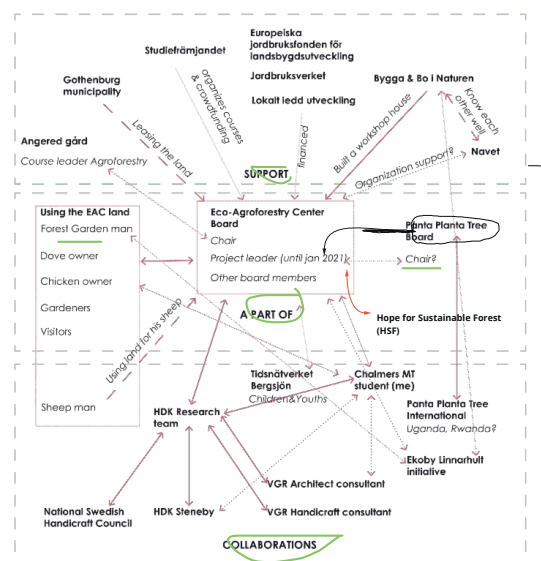 Europeiska
jordbruksfonden för
landsbygdsutveckling
Studiefrämjandet
Jordbruksverket
Gothenburg
municipality
Bygga & Bo i Naturen
Lokalt ledd utveckling
organizes courses
& crowdfunding
Know each
other well
Leasing the land
financed
Built a workshop house
Angered gård
Course leader Agroforestry
Organization support?
Navet
SUPPORT
Using the EAC land
Forest Garden man
Dove owner
Chicken owner
Gardeners
Visitors
Sheep man
Using land for his sheep
Eco-Agroforestry Center
Board
Chair
Project leader (until jan 2021)
Other board members
Panta Planta Tree
Board
Chair?
A PART OF
Hope for Sustainable Forest
(HSF)
Tidsnätverket
Bergsjön
Children&Youths
Chalmers MT
student (me)
HDK Research
team
Panta Planta Tree
International
Uganda, Rwanda?
Ekoby Linnarhult
initiative
VGR Architect consultant
National Swedish
Handicraft Council
HDK Steneby
VGR Handicraft consultant
COLLABORATIONS